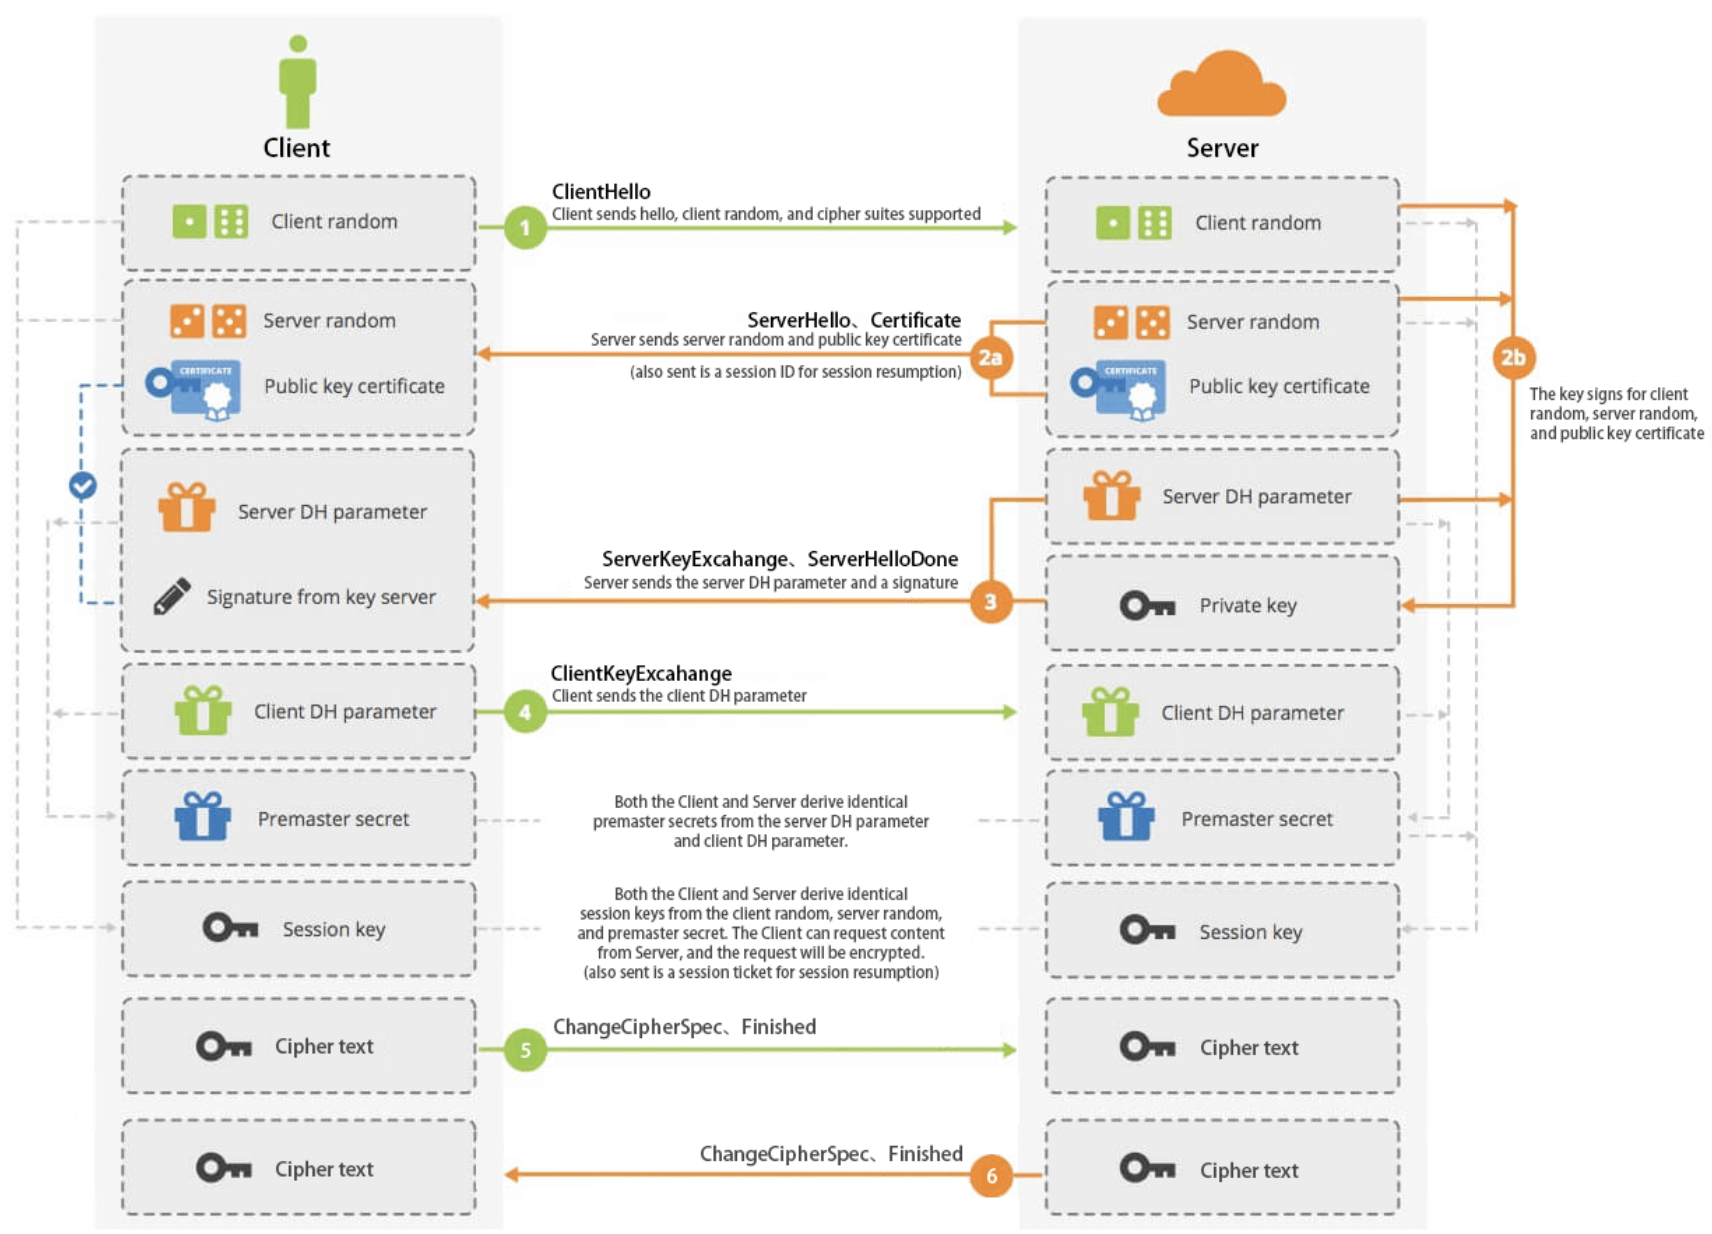 Client
Server
Client random
1
ClientHello
Client sends hello, client random, and cipher suites supported
Client random
Server random
CERTIFICATE
Public key certificate
ServerHello、Certificate
Server sends server random and public key certificate
(also sent is a session ID for session resumption)
2a
Server random
CERTIFICATE
Public key certificate
2b
The key signs for client
random, server random,
and public key certificate
Server DH parameter
Signature from key server
ServerKeyExcahange、ServerHelloDone
Server sends the server DH parameter and a signature
3
Server DH parameter
Private key
Client DH parameter
4
ClientKeyExcahange
Client sends the client DH parameter
Client DH parameter
Premaster secret
Both the Client and Server derive identical
premaster secrets from the server DH parameter
and client DH parameter.
Premaster secret
Session key
Both the Client and Server derive identical
session keys from the client random, server random,
and premaster secret. The Client can request content
from Server, and the request will be encrypted.
(also sent is a session ticket for session resumption)
Session key
Cipher text
5
ChangeCipherSpec、Finished
Cipher text
Cipher text
ChangeCipherSpec、Finished
6
Cipher text